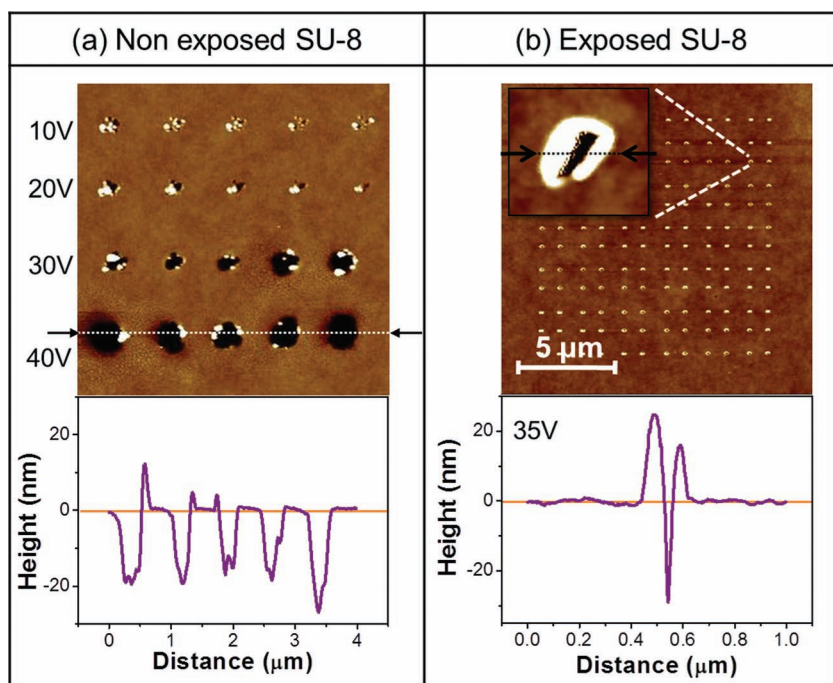 (a) Non exposed SU-8
10V
20V
30V
40V
20
0
-20
Height (nm)
0 1 2 3 4
Distance (μm)
(b) Exposed SU-8
5 μm
35V
20
0
-20
Height (nm)
0.0 0.2 0.4 0.6 0.8 1.0
Distance (μm)